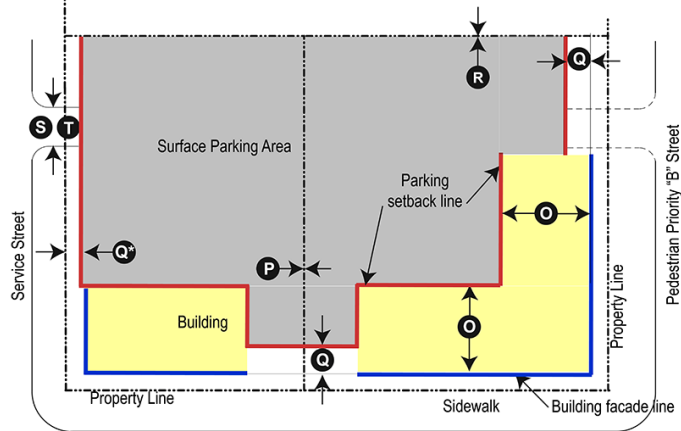 Q
R
S T
Surface Parking Area
Parking
setback line
O
Q*
P
Service Street
Pedestrian Priority "B" Street
Property Line
Building
O
Q
Property Line
Sidewalk
Building facade line